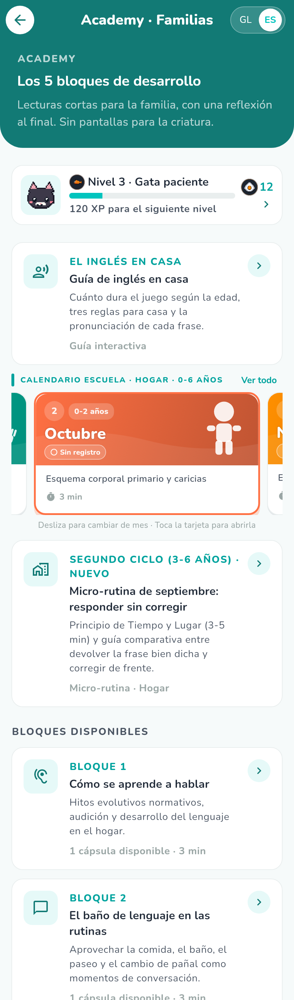 Academy · Familias
GL ES
ACADEMY
Los 5 bloques de desarrollo
Lecturas cortas para la familia, con una reflexión
al final. Sin pantallas para la criatura.
Nivel 3 · Gata paciente
12
120 XP para el siguiente nivel
EL INGLÉS EN CASA
Guía de inglés en casa
Cuánto dura el juego según la edad,
tres reglas para casa y la
pronunciación de cada frase.
Guía interactiva
CALENDARIO ESCUELA · HOGAR · 0-6 AÑOS
Ver todo
2 0-2 años
Octubre
Sin registro
Esquema corporal primario y caricias
3 min
Desliza para cambiar de mes · Toca la tarjeta para abrirla
SEGUNDO CICLO (3-6 AÑOS) ·
NUEVO
Micro-rutina de septiembre:
responder sin corregir
Principio de Tiempo y Lugar (3-5
min) y guía comparativa entre
devolver la frase bien dicha y
corregir de frente.
Micro-rutina · Hogar
BLOQUES DISPONIBLES
BLOQUE 1
Cómo se aprende a hablar
Hitos evolutivos normativos,
audición y desarrollo del lenguaje
en el hogar.
1 cápsula disponible · 3 min
BLOQUE 2
El baño de lenguaje en las
rutinas
Aprovechar la comida, el baño, el
paseo y el cambio de pañal como
momentos de conversación.
1 cápsula disponible · 3 min